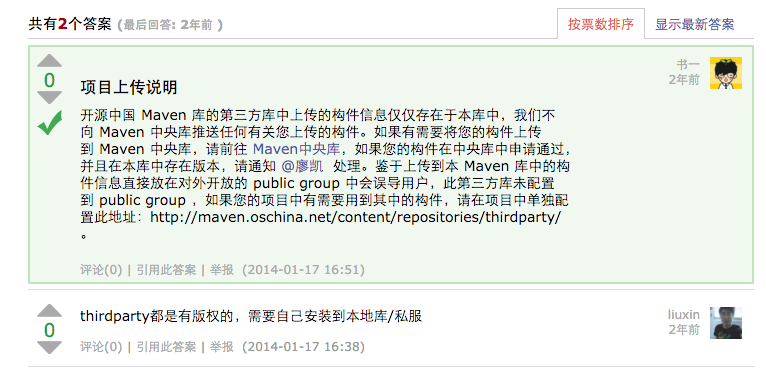 共有2个答案 (最后回答: 2年前 )
按票数排序
显示最新答案
0
项目上传说明
书一
2年前
开源中国 Maven 库的第三方库中上传的构件信息仅仅存在于本库中，我们不
向 Maven 中央库推送任何有关您上传的构件。如果有需要将您的构件上传
到 Maven 中央库，请前往 Maven中央库，如果您的构件在中央库中申请通过，
并且在本库中存在版本，请通知 @廖凯  处理。鉴于上传到本 Maven 库中的构
件信息直接放在对外开放的 public group 中会误导用户，此第三方库未配置
到 public group ，如果您的项目中有需要用到其中的构件，请在项目中单独配
置此地址：http://maven.oschina.net/content/repositories/thirdparty/
。
评论(0) | 引用此答案 | 举报  (2014-01-17 16:51)
0
thirdparty都是有版权的，需要自己安装到本地库/私服
liuxin
2年前
评论(0) | 引用此答案 | 举报  (2014-01-17 16:38)